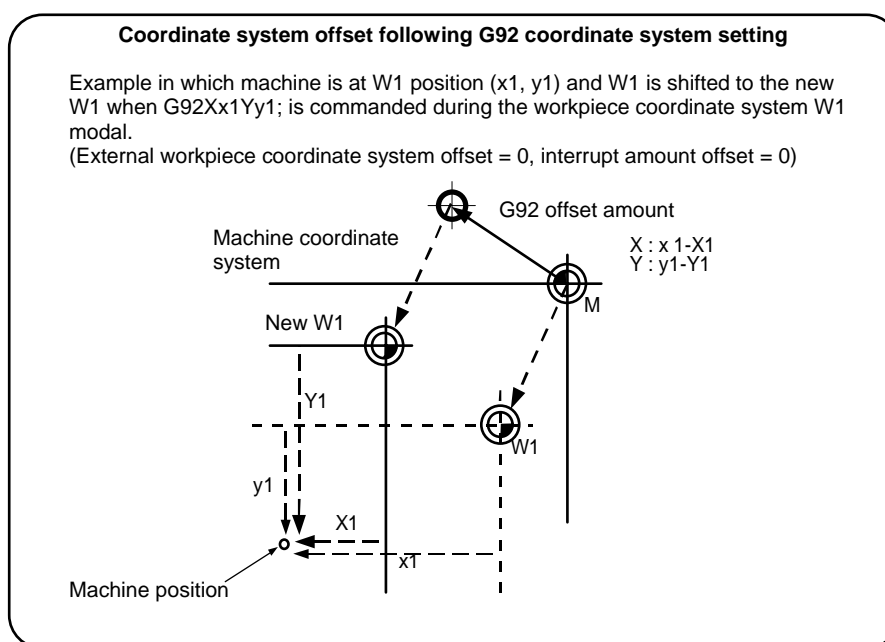 Coordinate system offset following G92 coordinate system setting
Example in which machine is at W1 position (x1, y1) and W1 is shifted to the new
W1 when G92Xx1Yy1; is commanded during the workpiece coordinate system W1
modal.
(External workpiece coordinate system offset = 0, interrupt amount offset = 0)
G92 offset amount
Machine coordinate
system
X : x 1-X1
Y : y1-Y1
M
New W1
Y1
W1
y1
X1
x1
Machine position